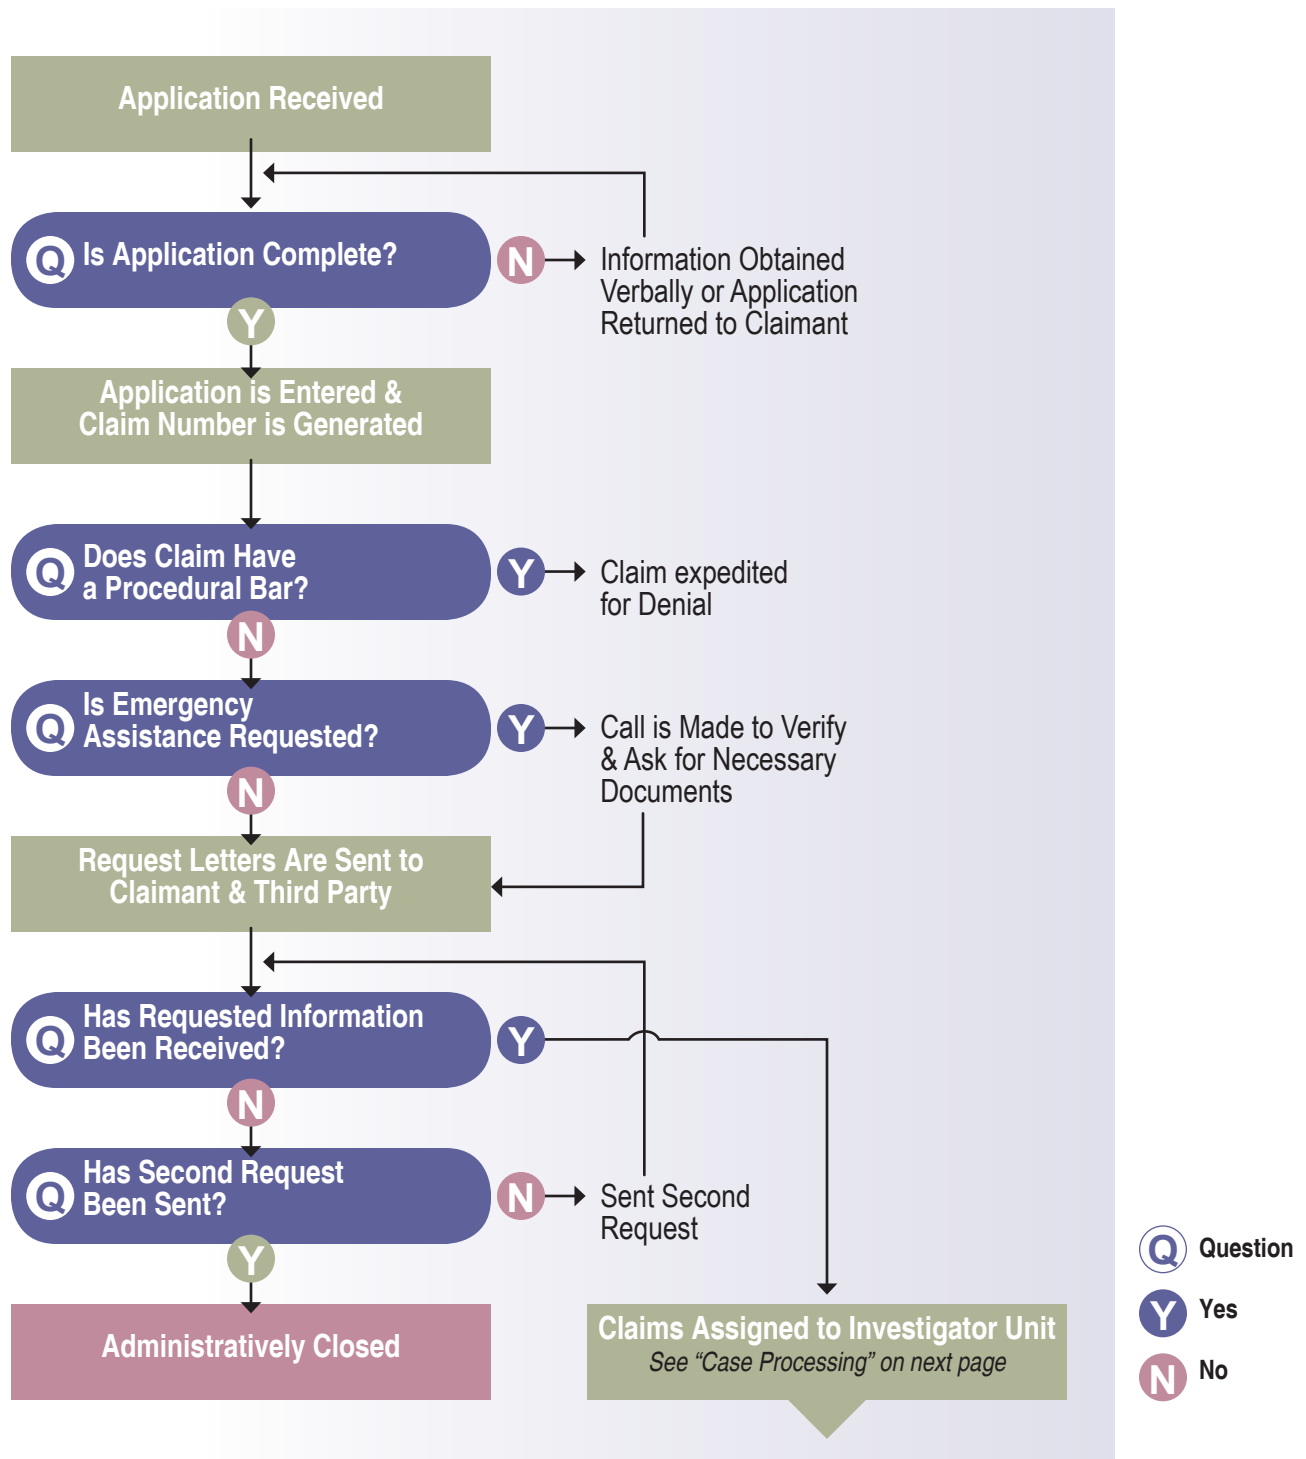 Application Received
Q Is Application Complete?
N
Information Obtained
Verbally or Application
Returned to Claimant
Y
Application is Entered &
Claim Number is Generated
Q Does Claim Have
a Procedural Bar?
Y
Claim expedited
for Denial
N
Q Is Emergency
Assistance Requested?
Y
Call is Made to Verify
& Ask for Necessary
Documents
N
Request Letters Are Sent to
Claimant & Third Party
Q Has Requested Information
Been Received?
Y
N
Q Has Second Request
Been Sent?
N
Sent Second
Request
Y
Administratively Closed
Claims Assigned to Investigator Unit
See “Case Processing” on next page
Q Question
Y Yes
N No